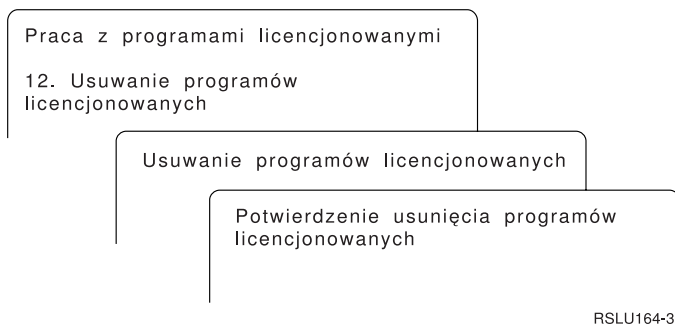 Praca z programami licencjonowanymi
12. Usuwanie programów
licencjonowanych
Usuwanie programów licencjonowanych
Potwierdzenie usunięcia programów
licencjonowanych
RSLU164-3